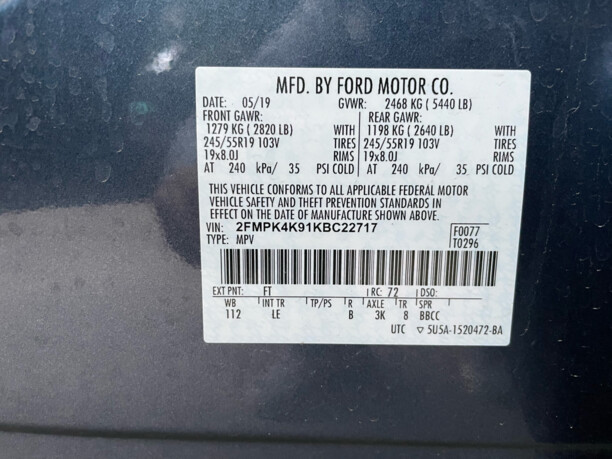 MFD. BY FORD MOTOR CO.
DATE: 05/19 GVWR: 2468 KG ( 5440 LB)
FRONT GAWR: REAR GAWR:
1279 KG ( 2820 LB) WITH 1198 KG ( 2640 LB) WITH
245/55R19 103V TIRES 245/55R19 103V TIRES
19x8.0J RIMS 19x8.0J RIMS
AT 240 kPa/ 35 PSI COLD AT 240 kPa/ 35 PSI COLD
THIS VEHICLE CONFORMS TO ALL APPLICABLE FEDERAL MOTOR
VEHICLE SAFETY AND THEFT PREVENTION STANDARDS IN
EFFECT ON THE DATE OF MANUFACTURE SHOWN ABOVE.
VIN: 2FMPK4K91KBC22717 F0077
TYPE: MPV T0296
EXT PNT: FT RC: 72 DSO:
WB INT TR TP/PS R AXLE TR SPR
112 LE B 3K 8 BBCC
UTC ▽ 5U5A-1520472-BA